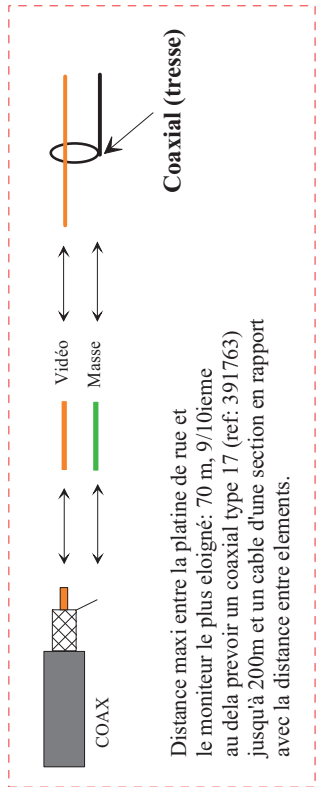 COAX
Vidéo
Masse
Coaxial (tresse)
Distance maxi entre la platine de rue et
le moniteur le plus eloigné: 70 m, 9/10ieme
au dela prevoir un coaxial type 17 (ref: 391763)
jusqu'à 200m et un cable d'une section en rapport
avec la distance entre elements.